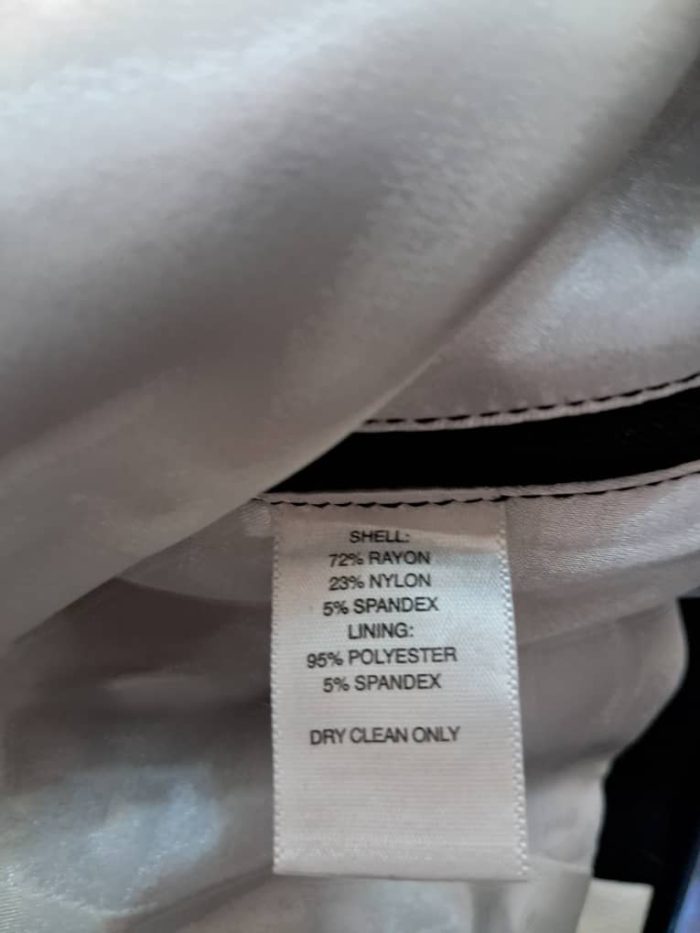 SHELL:
72% RAYON
23% NYLON
5% SPANDEX
LINING:
95% POLYESTER
5% SPANDEX
DRY CLEAN ONLY